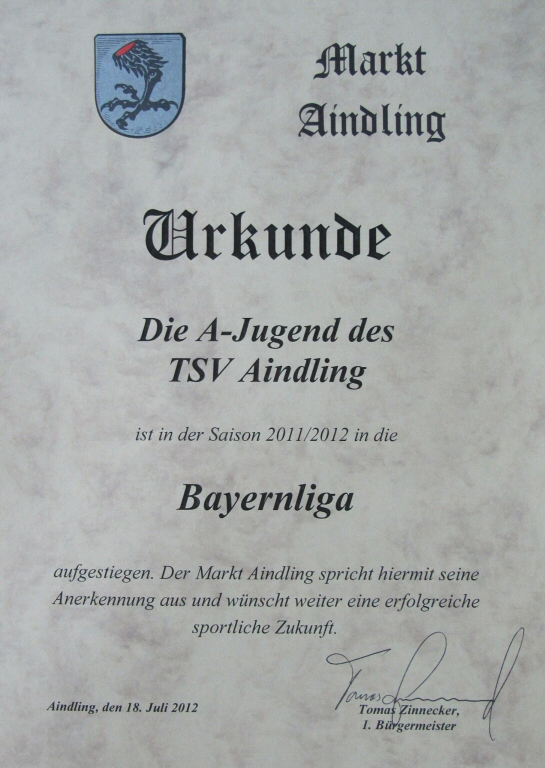 Markt
Aindling
Urkunde
Die A-Jugend des
TSV Aindling
ist in der Saison 2011/2012 in die
Bayernliga
aufgestiegen. Der Markt Aindling spricht hiermit seine
Anerkennung aus und wünscht weiter eine erfolgreiche
sportliche Zukunft.
Aindling, den 18. Juli 2012
Tomas Zinnecker,
1. Bürgermeister